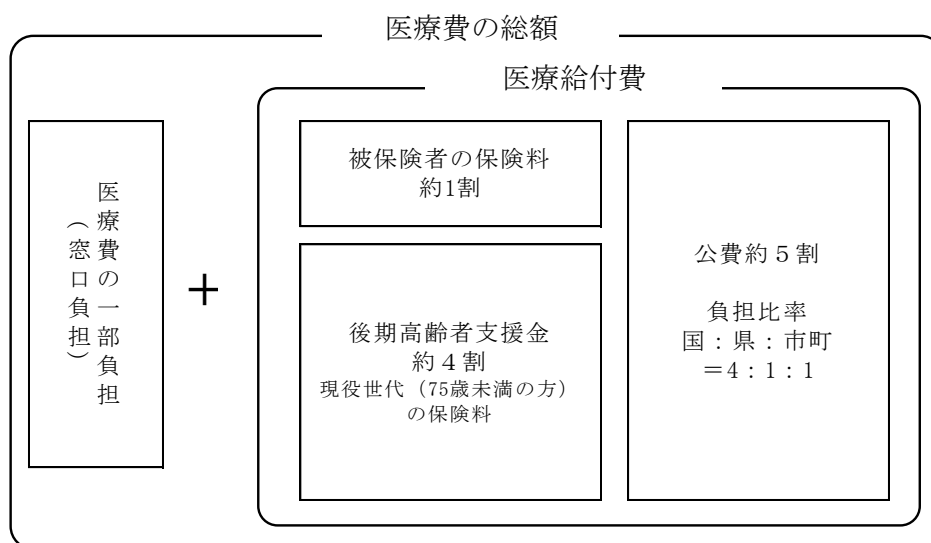 医療費の総額
医療給付費
医療費の一部負担
（窓口負担）
＋
被保険者の保険料
約1割
後期高齢者支援金
約４割
現役世代（75歳未満の方）
の保険料
公費約５割
負担比率
国：県：市町
＝4：1：1